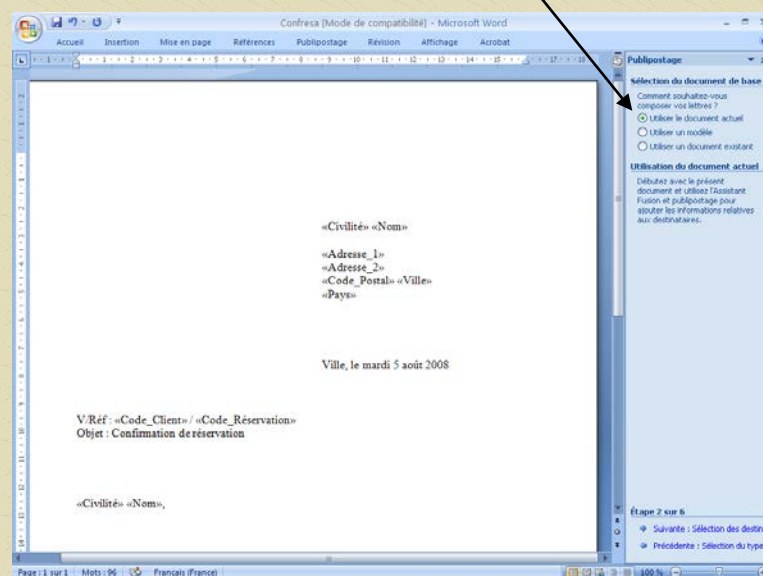 Confresa [Mode de compatibilité] - Microsoft Word
Accueil Insertion Mise en page Références Publipostage Révision Affichage Acrobat
Publipostage
Sélection du document de base
Comment souhaitez-vous
composer vos lettres ?
Utiliser le document actuel
Utiliser un modèle
Utiliser un document existant
Utilisation du document actuel
Débutez avec le présent
document et utilisez l'Assistant
Fusion et publipostage pour
ajouter les informations relatives
aux destinataires.
«Civilité» «Nom»
«Adresse_1»
«Adresse_2»
«Code_Postal» «Ville»
«Pays»
Ville, le mardi 5 août 2008
V/Réf : «Code_Client» / «Code_Réservation»
Objet : Confirmation de réservation
«Civilité» «Nom»,
Étape 2 sur 6
Suivante : Sélection des destin
Précédente : Sélection du type
Page : 1 sur 1 Mots : 96 Français (France) 100 %